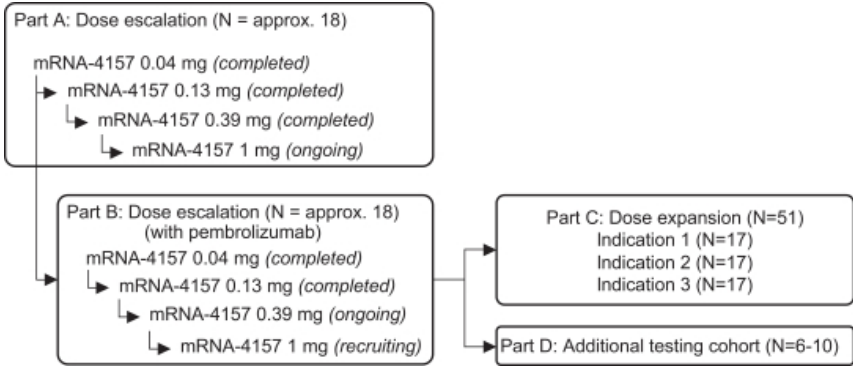 Part A: Dose escalation (N = approx. 18)
mRNA-4157 0.04 mg (completed)
mRNA-4157 0.13 mg (completed)
mRNA-4157 0.39 mg (completed)
mRNA-4157 1 mg (ongoing)
Part B: Dose escalation (N = approx. 18)
(with pembrolizumab)
mRNA-4157 0.04 mg (completed)
mRNA-4157 0.13 mg (completed)
mRNA-4157 0.39 mg (ongoing)
mRNA-4157 1 mg (recruiting)
Part C: Dose expansion (N=51)
Indication 1 (N=17)
Indication 2 (N=17)
Indication 3 (N=17)
Part D: Additional testing cohort (N=6-10)